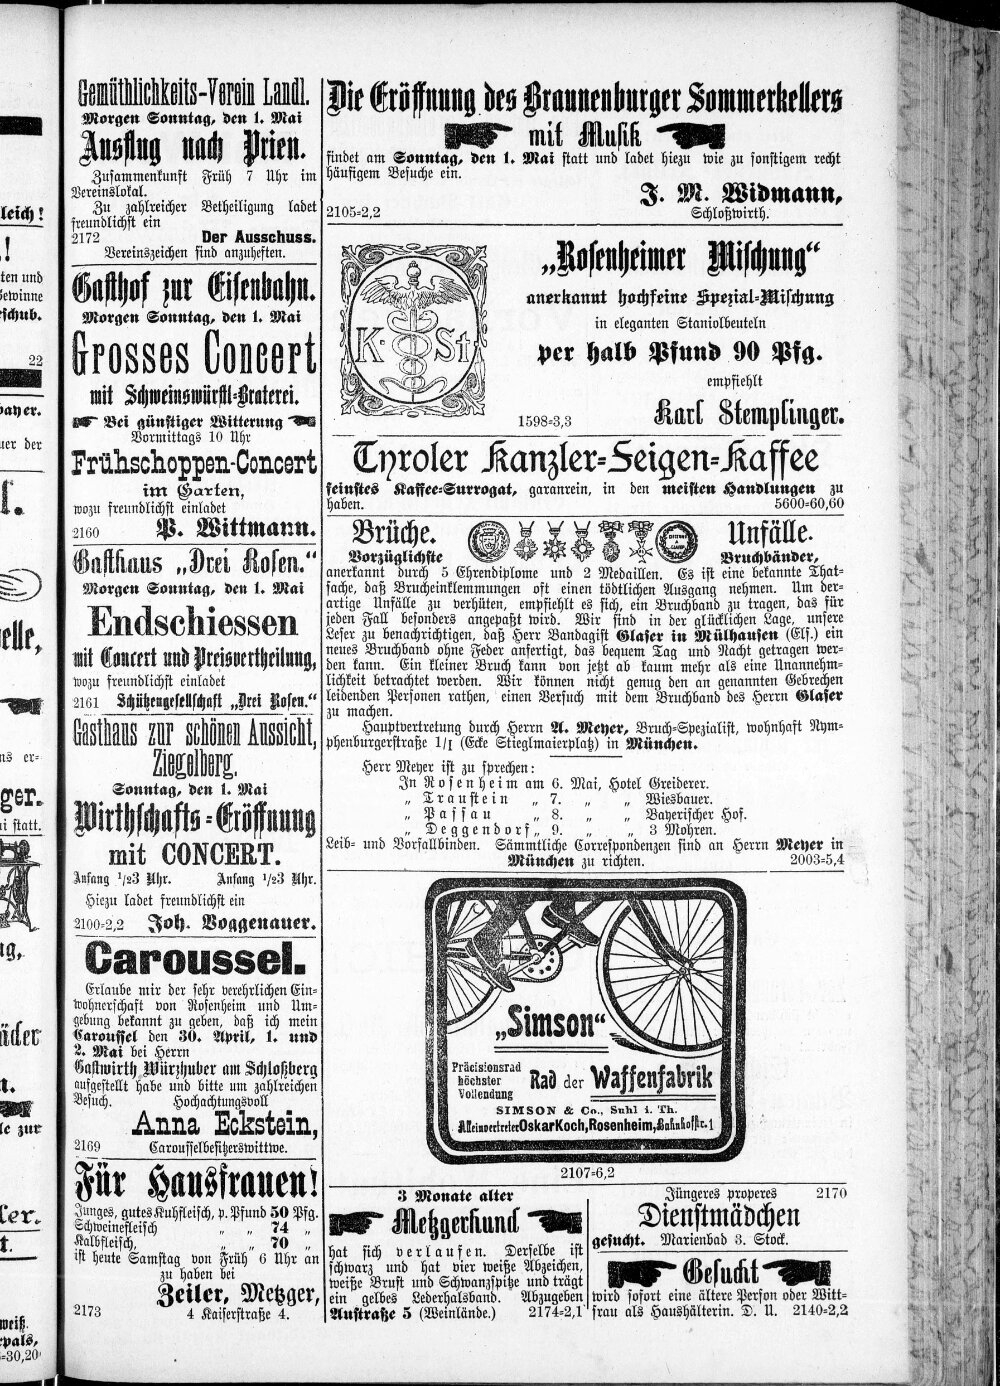 Gemüthlichkeits-Verein Landl.
Morgen Sonntag, den 1. Mai
Ausflug nach Prien.
Zusammenkunft Früh 7 Uhr im
Vereinslokal.
Zu zahlreicher Betheiligung ladet
freundlichst ein
2172 Der Ausschuss.
Vereinszeichen sind anzuheften.
Gasthof zur Eisenbahn.
Morgen Sonntag, den 1. Mai
Grosses Concert
mit Schweinswürstl-Braterei.
Bei günstiger Witterung
Vormittags 10 Uhr
Frühschoppen-Concert
im Garten,
wozu freundlichst einladet
2160 P. Wittmann.
Gasthaus „Drei Rosen.“
Morgen Sonntag, den 1. Mai
Endschiessen
mit Concert und Preisvertheilung,
wozu freundlichst einladet
2161 Schützengesellschaft „Drei Rosen.“
Gasthaus zur schönen Aussicht,
Ziegelberg.
Sonntag, den 1. Mai
Wirthschafts-Eröffnung
mit CONCERT.
Anfang 1/23 Uhr. Anfang 1/23 Uhr.
Hiezu ladet freundlichst ein
2100-2,2 Joh. Voggenauer.
Caroussel.
Erlaube mir der sehr verehrlichen Ein-
wohnerschaft von Rosenheim und Um-
gebung bekannt zu geben, daß ich mein
Caroussel den 30. April, 1. und
2. Mai bei Herrn
Gastwirth Würzhuber am Schloßberg
aufgestellt habe und bitte um zahlreichen
Besuch. Hochachtungsvoll
Anna Eckstein,
2169 Carousselbesitzerswittwe.
Für Hausfrauen!
Junges, gutes Kuhfleisch, p. Pfund 50 Pfg.
Schweinefleisch „ „ 74 „
Kalbfleisch, „ „ 70 „
ist heute Samstag von Früh 6 Uhr an
zu haben bei
Zeiler, Metzger,
2173 4 Kaiserstraße 4.
Die Eröffnung des Brannenburger Sommerkellers
mit Musik
findet am Sonntag, den 1. Mai statt und ladet hiezu wie zu sonstigem recht
häufigem Besuche ein.
J. M. Widmann,
2105-2,2 Schloßwirth.
K. St.
„Rosenheimer Mischung“
anerkannt hochfeine Spezial-Mischung
in eleganten Staniolbeuteln
per halb Pfund 90 Pfg.
empfiehlt
1598-3,3 Karl Stemplinger.
Tyroler Kanzler-Feigen-Kaffee
feinstes Kaffee-Surrogat, garanrein, in den meisten Handlungen zu
haben. 5600-60,60
Brüche. Unfälle.
Vorzüglichste Bruchbänder,
anerkannt durch 5 Ehrendiplome und 2 Medaillen. Es ist eine bekannte That-
sache, daß Brucheinklemmungen oft einen tödtlichen Ausgang nehmen. Um der-
artige Unfälle zu verhüten, empfiehlt es sich, ein Bruchband zu tragen, das für
jeden Fall besonders angepaßt wird. Wir sind in der glücklichen Lage, unsere
Leser zu benachrichtigen, daß Herr Bandagist Glaser in Mülhausen (Els.) ein
neues Bruchband ohne Feder anfertigt, das bequem Tag und Nacht getragen wer-
den kann. Ein kleiner Bruch kann von jetzt ab kaum mehr als eine Unannehm-
lichkeit betrachtet werden. Wir können nicht genug den an genannten Gebrechen
leidenden Personen rathen, einen Versuch mit dem Bruchband des Herrn Glaser
zu machen.
Hauptvertretung durch Herrn A. Meyer, Bruch-Spezialist, wohnhaft Nym-
phenburgerstraße 1/I (Ecke Stieglmaierplatz) in München.
Herr Meyer ist zu sprechen:
In Rosenheim am 6. Mai, Hotel Greiderer.
„ Traustein „ 7. „ „ Wiesbauer.
„ Passau „ 8. „ „ Bayerischer Hof.
„ Deggendorf „ 9. „ „ 3 Mohren.
Leib- und Vorfallbinden. Sämmtliche Correspondenzen sind an Herrn Meyer in
München zu richten. 2003-5,4
„Simson“
Präcisionsrad
höchster
Vollendung
Rad der Waffenfabrik
SIMSON & Co., Suhl i. Th.
Alleinvertreter Oskar Koch, Rosenheim, Bahnhofstr. 1
2107-6,2
3 Monate alter
Metzgerhund
hat sich verlaufen. Derselbe ist
schwarz und hat vier weiße Abzeichen,
weiße Brust und Schwanzspitze und trägt
ein gelbes Lederhalsband. Abzugeben
Austraße 5 (Weinlände.) 2174-2,1
Jüngeres properes 2170
Dienstmädchen
gesucht. Marienbad 3. Stock.
Gesucht
wird sofort eine ältere Person oder Witt-
frau als Haushälterin. D. U. 2140-2,2